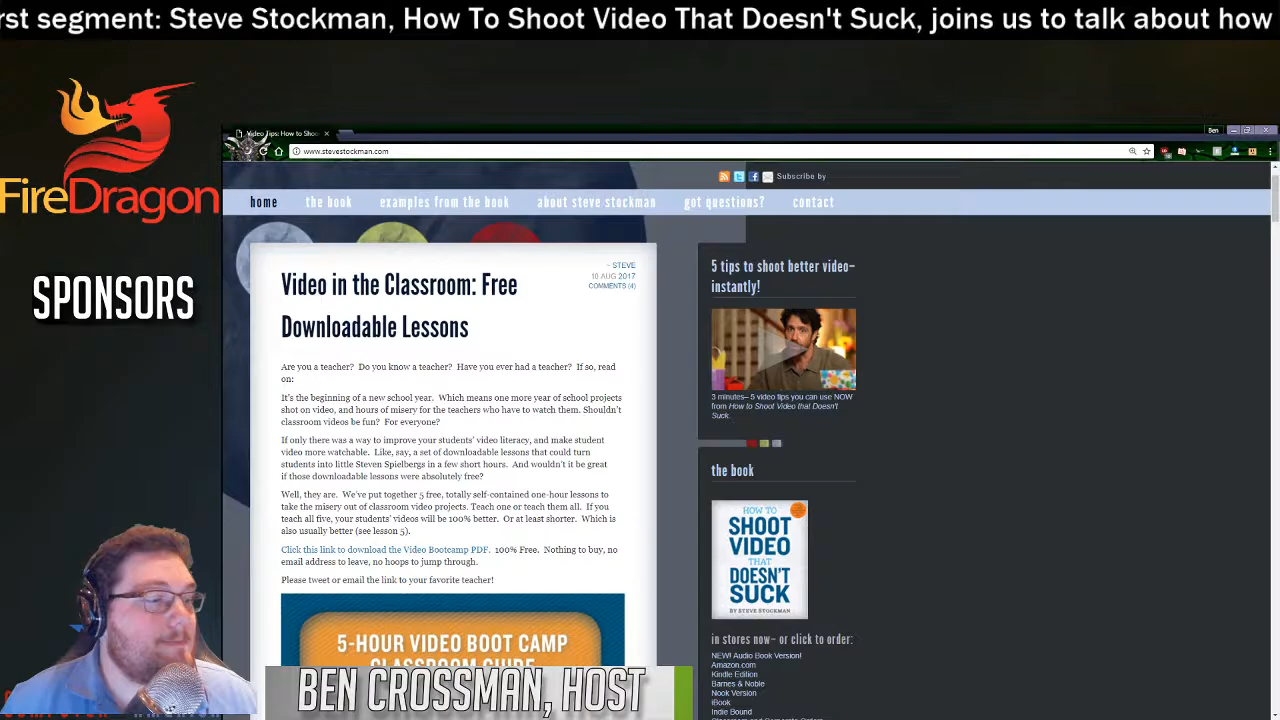 rst segment: Steve Stockman, How To Shoot Video That Doesn't Suck, joins us to talk about how
FireDragon
SPONSORS
Video Tips: How to Shoo
Ben
www.stevestockman.com
Subscribe by
home the book examples from the book about steve stockman got questions? contact
Video in the Classroom: Free
Downloadable Lessons
~ STEVE
10 AUG 2017
COMMENTS (4)
Are you a teacher? Do you know a teacher? Have you ever had a teacher? If so, read
on:
It's the beginning of a new school year. Which means one more year of school projects
shot on video, and hours of misery for the teachers who have to watch them. Shouldn't
classroom videos be fun? For everyone?
If only there was a way to improve your students' video literacy, and make student
video more watchable. Like, say, a set of downloadable lessons that could turn
students into little Steven Spielbergs in a few short hours. And wouldn't it be great
if those downloadable lessons were absolutely free?
Well, they are. We've put together 5 free, totally self-contained one-hour lessons to
take the misery out of classroom video projects. Teach one or teach them all. If you
teach all five, your students' videos will be 100% better. Or at least shorter. Which is
also usually better (see lesson 5).
Click this link to download the Video Bootcamp PDF. 100% Free. Nothing to buy, no
email address to leave, no hoops to jump through.
Please tweet or email the link to your favorite teacher!
5-HOUR VIDEO BOOT CAMP
CLASSROOM GUIDE
5 tips to shoot better video–
instantly!
3 minutes– 5 video tips you can use NOW
from How to Shoot Video that Doesn't
Suck.
the book
HOW TO
SHOOT
VIDEO
THAT
DOESN'T
SUCK
BY STEVE STOCKMAN
in stores now– or click to order:
NEW! Audio Book Version!
Amazon.com
Kindle Edition
Barnes & Noble
Nook Version
iBook
Indie Bound
BEN CROSSMAN, HOST